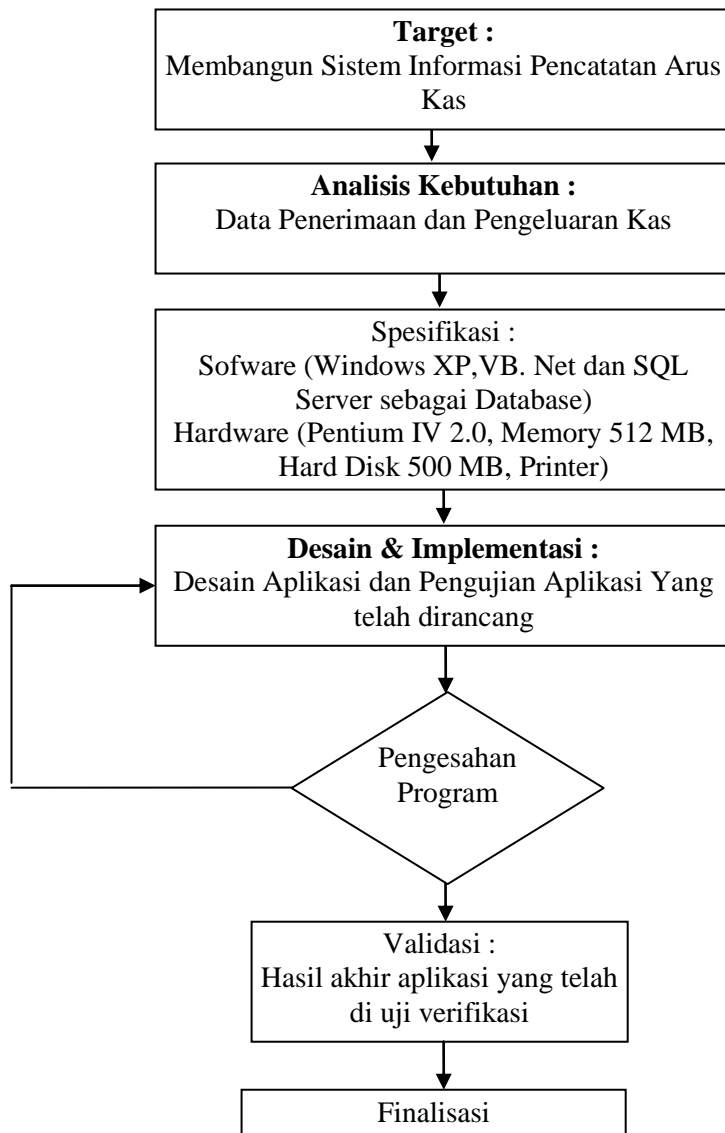 Target :
Membangun Sistem Informasi Pencatatan Arus
Kas
Analisis Kebutuhan :
Data Penerimaan dan Pengeluaran Kas
Spesifikasi :
Sofware (Windows XP,VB. Net dan SQL
Server sebagai Database)
Hardware (Pentium IV 2.0, Memory 512 MB,
Hard Disk 500 MB, Printer)
Desain & Implementasi :
Desain Aplikasi dan Pengujian Aplikasi Yang
telah dirancang
Pengesahan
Program
Validasi :
Hasil akhir aplikasi yang telah
di uji verifikasi
Finalisasi